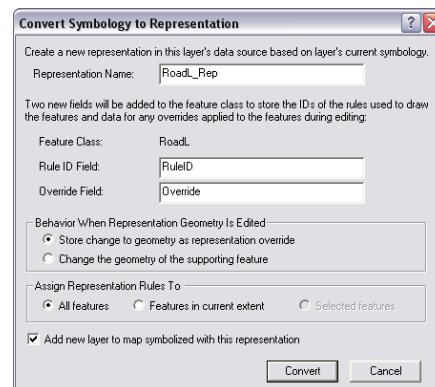 Convert Symbology to Representation
Create a new representation in this layer's data source based on layer's current symbology.
Representation Name: RoadL_Rep
Two new fields will be added to the feature class to store the IDs of the rules used to draw
the features and data for any overrides applied to the features during editing:
Feature Class: RoadL
Rule ID Field: RuleID
Override Field: Override
Behavior When Representation Geometry Is Edited
Store change to geometry as representation override
Change the geometry of the supporting feature
Assign Representation Rules To
All features Features in current extent Selected features
Add new layer to map symbolized with this representation
Convert Cancel